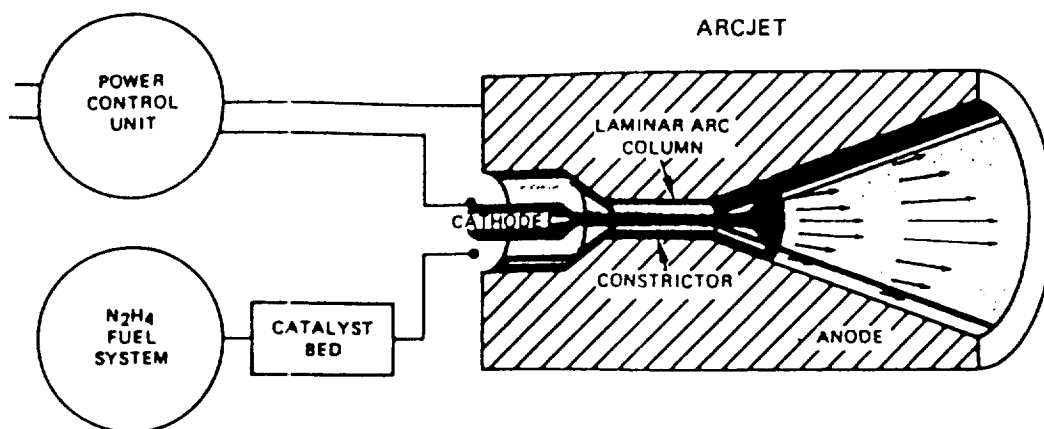 ARCJET
POWER
CONTROL
UNIT
LAMINAR ARC
COLUMN
CATHODE
CONSTRICTOR
N₂H₄
FUEL
SYSTEM
CATALYST
BED
ANODE